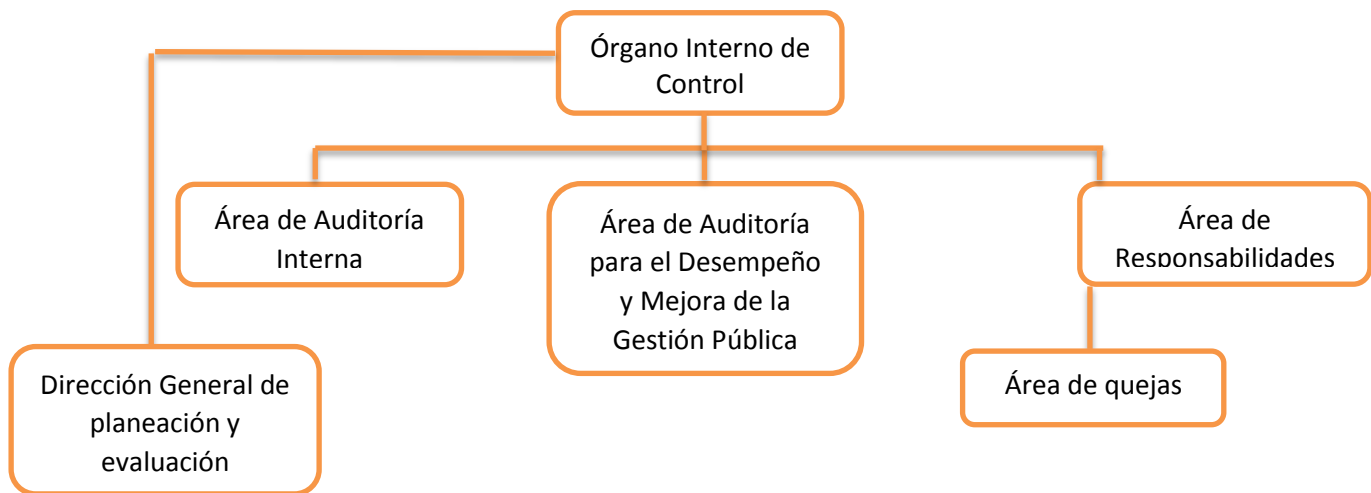 Órgano Interno de
Control
Área de Auditoría
Interna
Área de Auditoría
para el Desempeño
y Mejora de la
Gestión Pública
Área de
Responsabilidades
Dirección General de
planeación y
evaluación
Área de quejas